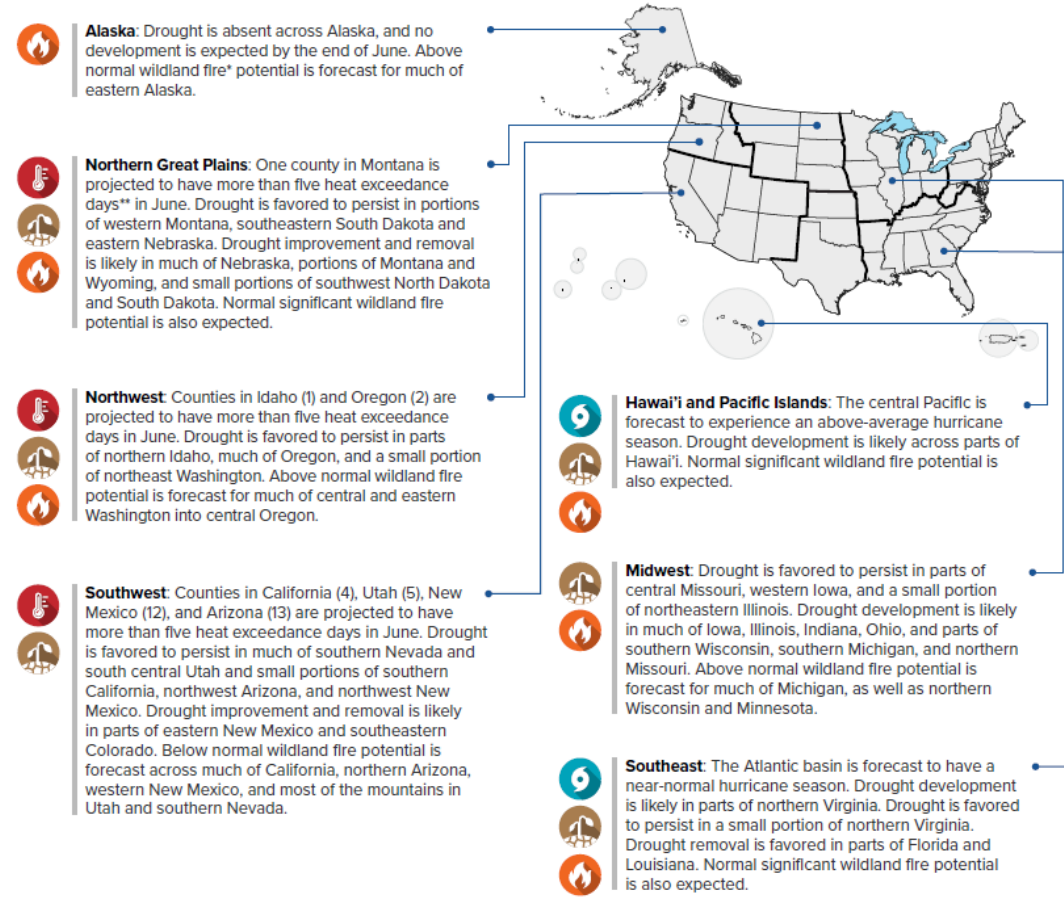 Alaska: Drought is absent across Alaska, and no
development is expected by the end of June. Above
normal wildland fire* potential is forecast for much of
eastern Alaska.
Northern Great Plains: One county in Montana is
projected to have more than five heat exceedance
days** in June. Drought is favored to persist in portions
of western Montana, southeastern South Dakota and
eastern Nebraska. Drought improvement and removal
is likely in much of Nebraska, portions of Montana and
Wyoming, and small portions of southwest North Dakota
and South Dakota. Normal significant wildland fire
potential is also expected.
Northwest: Counties in Idaho (1) and Oregon (2) are
projected to have more than five heat exceedance
days in June. Drought is favored to persist in parts
of northern Idaho, much of Oregon, and a small portion
of northeast Washington. Above normal wildland fire
potential is forecast for much of central and eastern
Washington into central Oregon.
Southwest: Counties in California (4), Utah (5), New
Mexico (12), and Arizona (13) are projected to have
more than five heat exceedance days in June. Drought
is favored to persist in much of southern Nevada and
south central Utah and small portions of southern
California, northwest Arizona, and northwest New
Mexico. Drought improvement and removal is likely
in parts of eastern New Mexico and southeastern
Colorado. Below normal wildland fire potential is
forecast across much of California, northern Arizona,
western New Mexico, and most of the mountains in
Utah and southern Nevada.
Hawai'i and Pacific Islands: The central Pacific is
forecast to experience an above-average hurricane
season. Drought development is likely across parts of
Hawai'i. Normal significant wildland fire potential is
also expected.
Midwest: Drought is favored to persist in parts of
central Missouri, western Iowa, and a small portion
of northeastern Illinois. Drought development is likely
in much of Iowa, Illinois, Indiana, Ohio, and parts of
southern Wisconsin, southern Michigan, and northern
Missouri. Above normal wildland fire potential is
forecast for much of Michigan, as well as northern
Wisconsin and Minnesota.
Southeast: The Atlantic basin is forecast to have a
near-normal hurricane season. Drought development
is likely in parts of northern Virginia. Drought is favored
to persist in a small portion of northern Virginia.
Drought removal is favored in parts of Florida and
Louisiana. Normal significant wildland fire potential
is also expected.